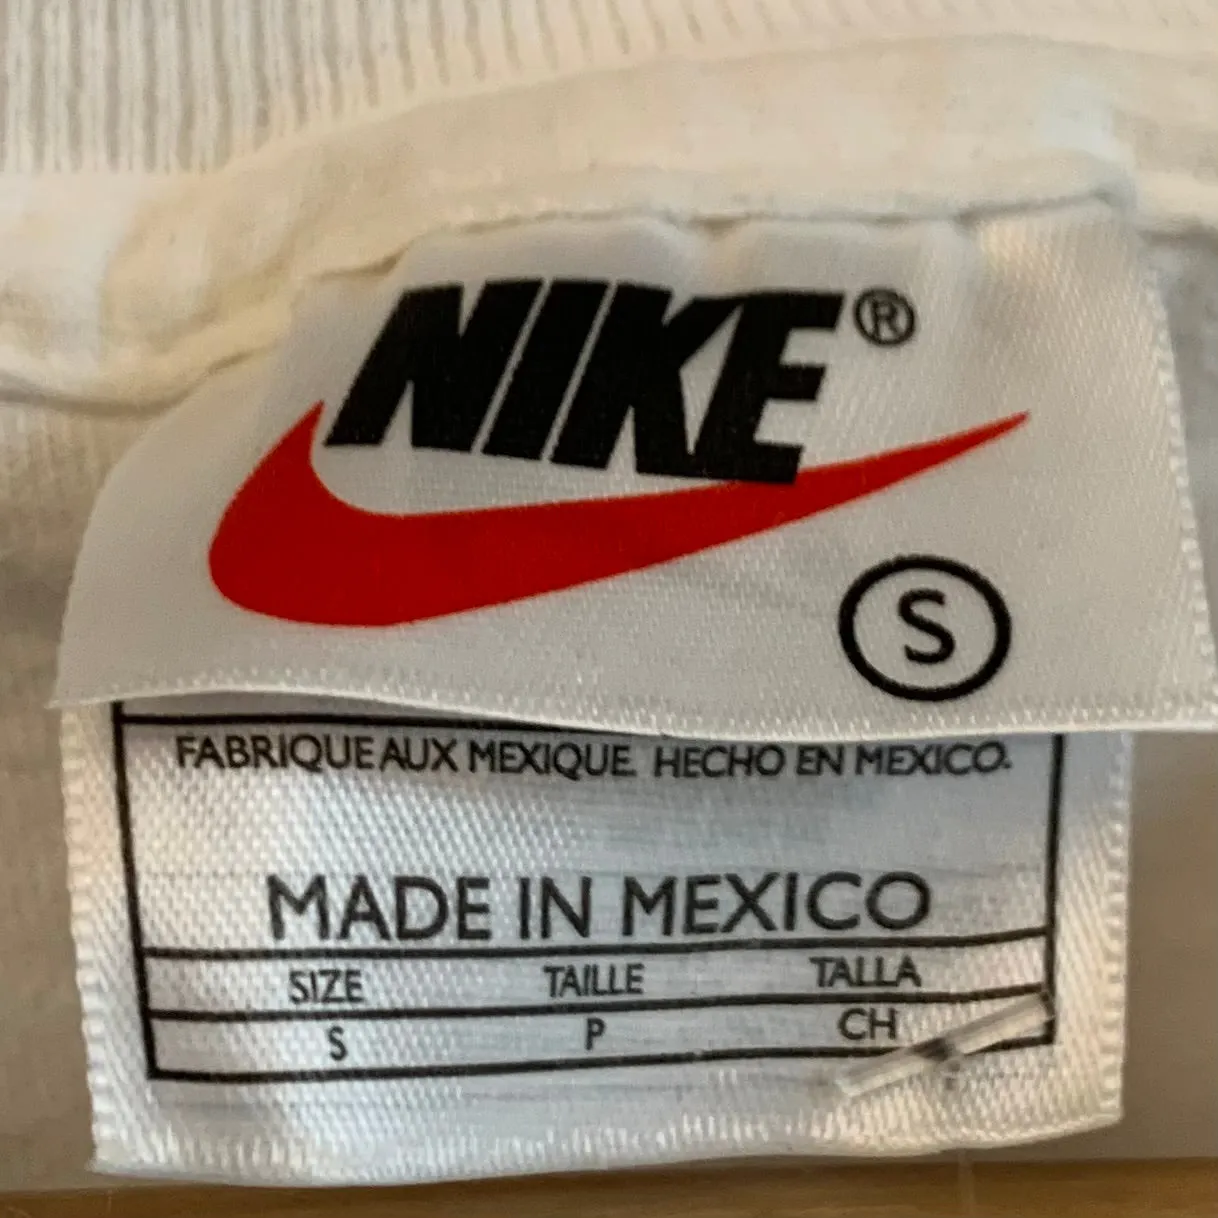 NIKE®
S
FABRIQUE AUX MEXIQUE. HECHO EN MEXICO.
MADE IN MEXICO
SIZE TAILLE TALLA
S P CH